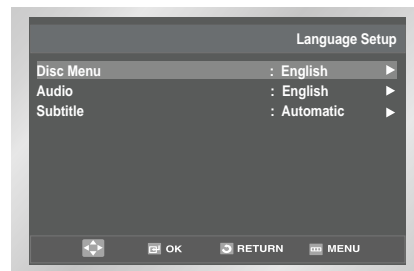 Language Setup
Disc Menu : English ►
Audio : English ►
Subtitle : Automatic ►
OK RETURN MENU